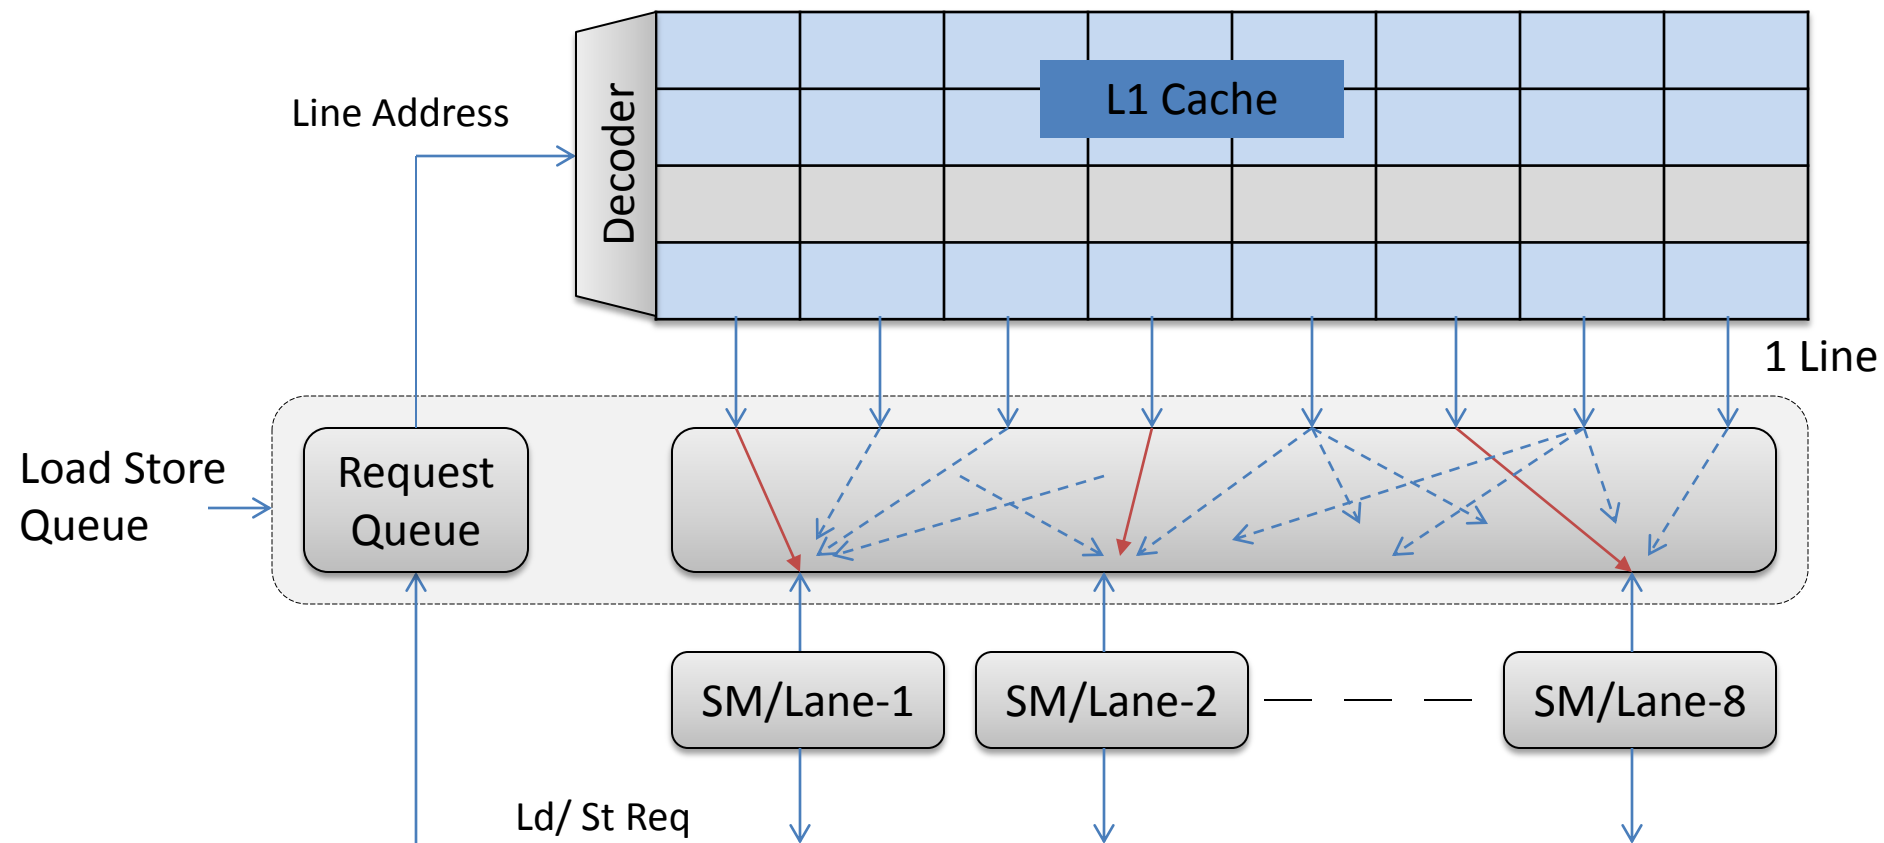 Decoder
L1 Cache
Line Address
1 Line
Load Store
Queue
Request
Queue
SM/Lane-1
SM/Lane-2
SM/Lane-8
Ld/ St Req